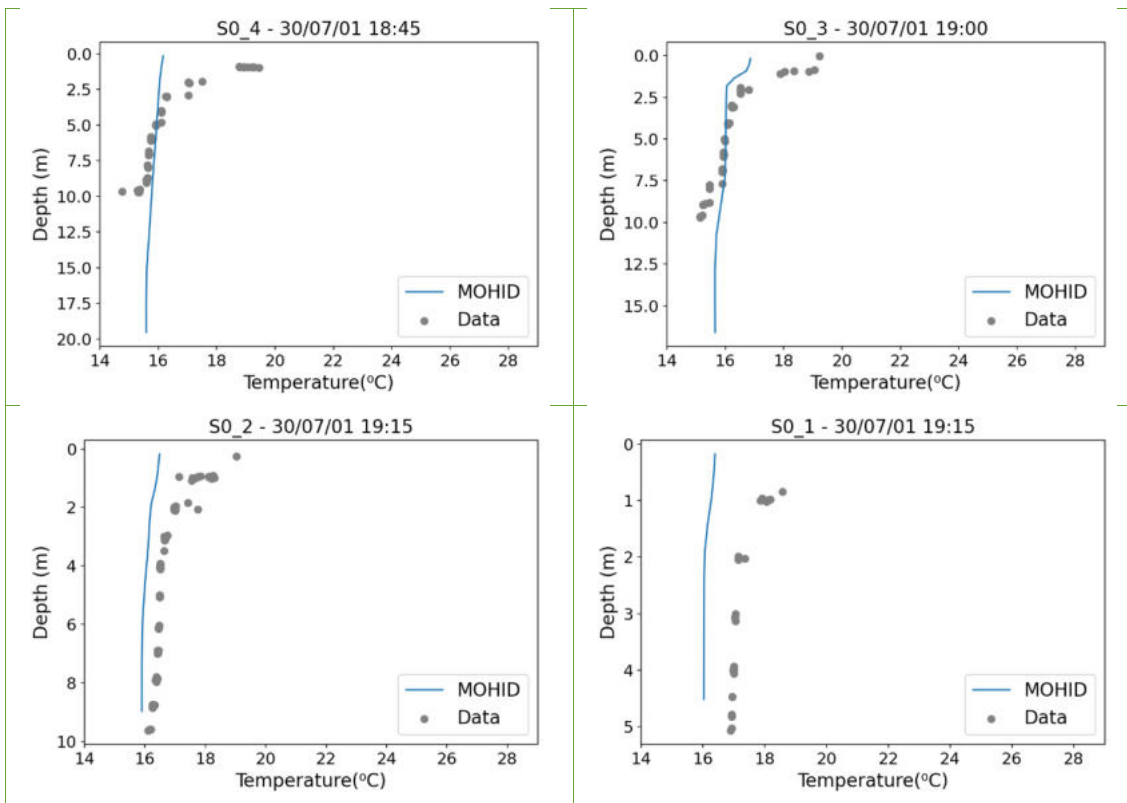 S0_4 - 30/07/01 18:45
0.0
2.5
5.0
7.5
10.0
12.5
15.0
17.5
20.0
Depth (m)
14 16 18 20 22 24 26 28
Temperature(ºC)
MOHID
Data
S0_3 - 30/07/01 19:00
0.0
2.5
5.0
7.5
10.0
12.5
15.0
Depth (m)
14 16 18 20 22 24 26 28
Temperature(ºC)
MOHID
Data
S0_2 - 30/07/01 19:15
0
2
4
6
8
10
Depth (m)
14 16 18 20 22 24 26 28
Temperature(ºC)
MOHID
Data
S0_1 - 30/07/01 19:15
0
1
2
3
4
5
Depth (m)
14 16 18 20 22 24 26 28
Temperature(ºC)
MOHID
Data